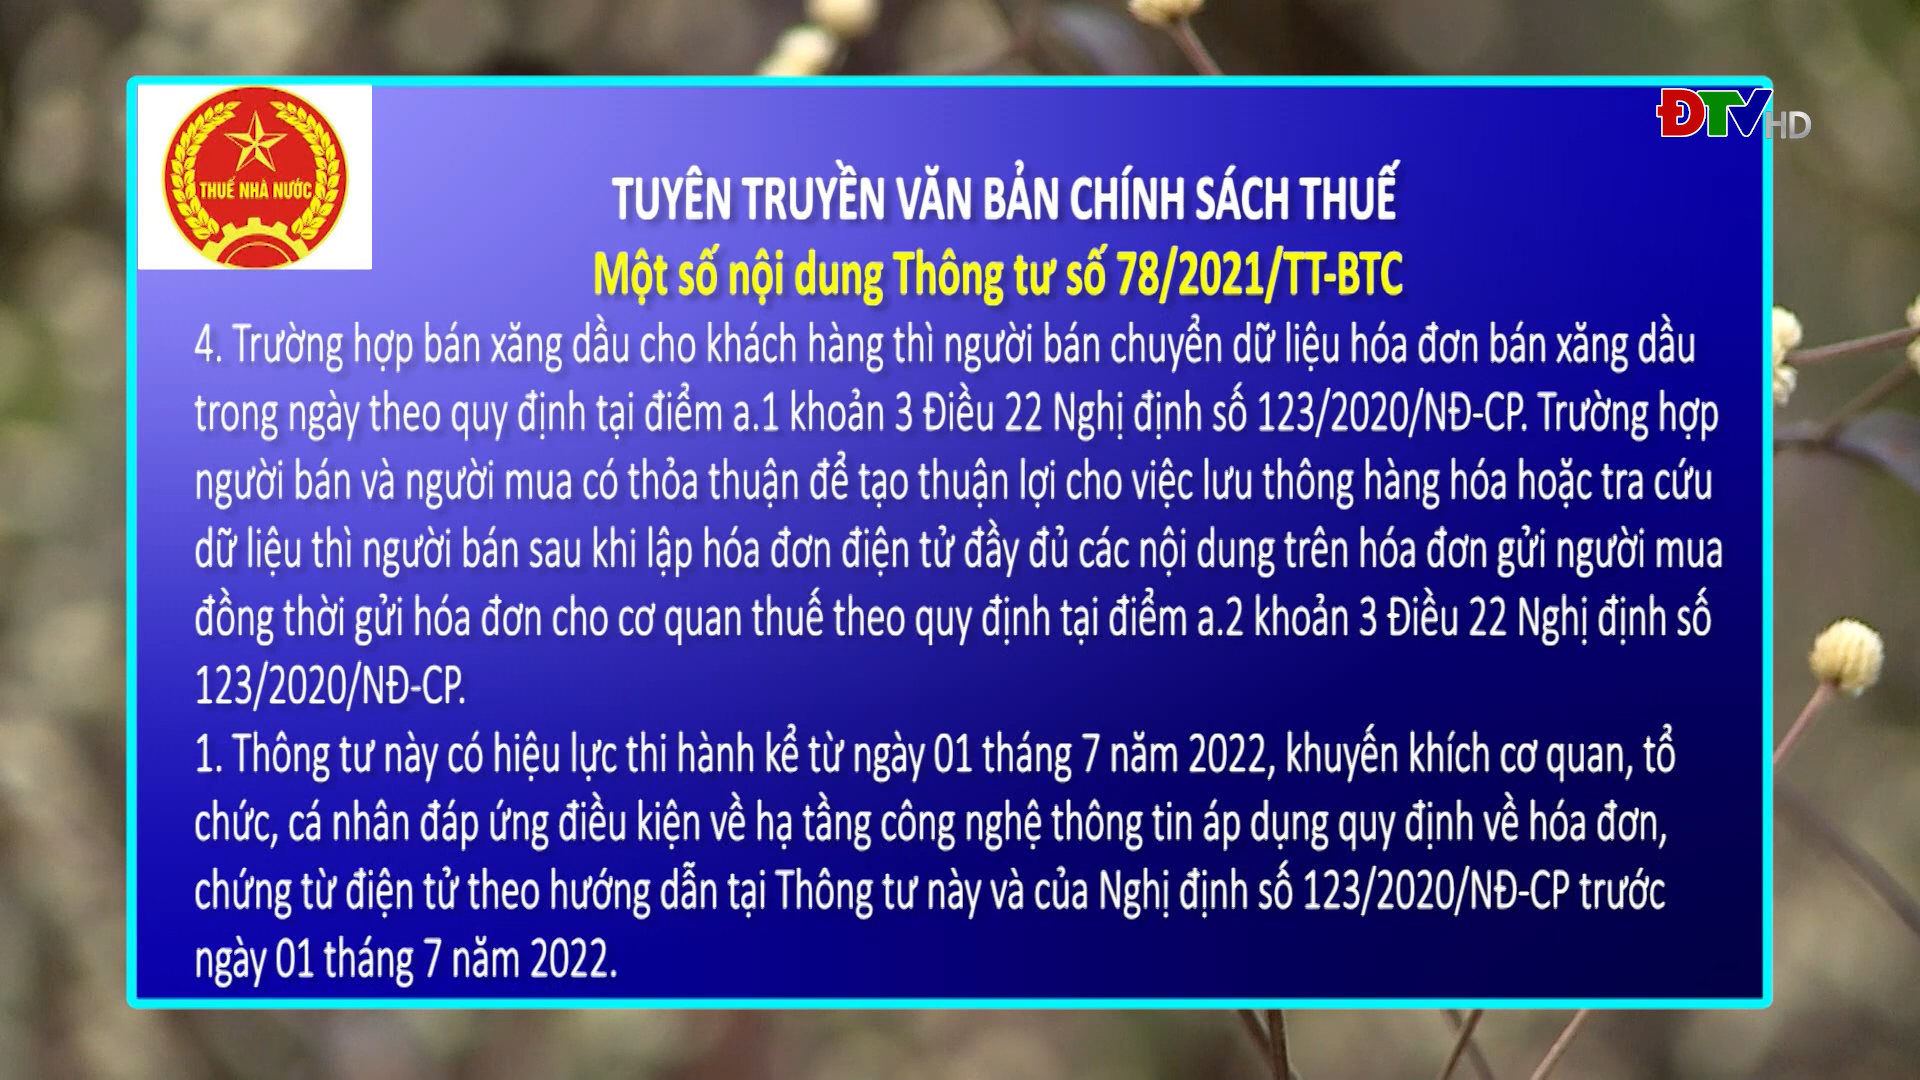 THUẾ NHÀ NƯỚC
ĐTV HD
TUYÊN TRUYỀN VĂN BẢN CHÍNH SÁCH THUẾ
Một số nội dung Thông tư số 78/2021/TT-BTC
4. Trường hợp bán xăng dầu cho khách hàng thì người bán chuyển dữ liệu hóa đơn bán xăng dầu
trong ngày theo quy định tại điểm a.1 khoản 3 Điều 22 Nghị định số 123/2020/NĐ-CP. Trường hợp
người bán và người mua có thỏa thuận để tạo thuận lợi cho việc lưu thông hàng hóa hoặc tra cứu
dữ liệu thì người bán sau khi lập hóa đơn điện tử đầy đủ các nội dung trên hóa đơn gửi người mua
đồng thời gửi hóa đơn cho cơ quan thuế theo quy định tại điểm a.2 khoản 3 Điều 22 Nghị định số
123/2020/NĐ-CP.
1. Thông tư này có hiệu lực thi hành kể từ ngày 01 tháng 7 năm 2022, khuyến khích cơ quan, tổ
chức, cá nhân đáp ứng điều kiện về hạ tầng công nghệ thông tin áp dụng quy định về hóa đơn,
chứng từ điện tử theo hướng dẫn tại Thông tư này và của Nghị định số 123/2020/NĐ-CP trước
ngày 01 tháng 7 năm 2022.